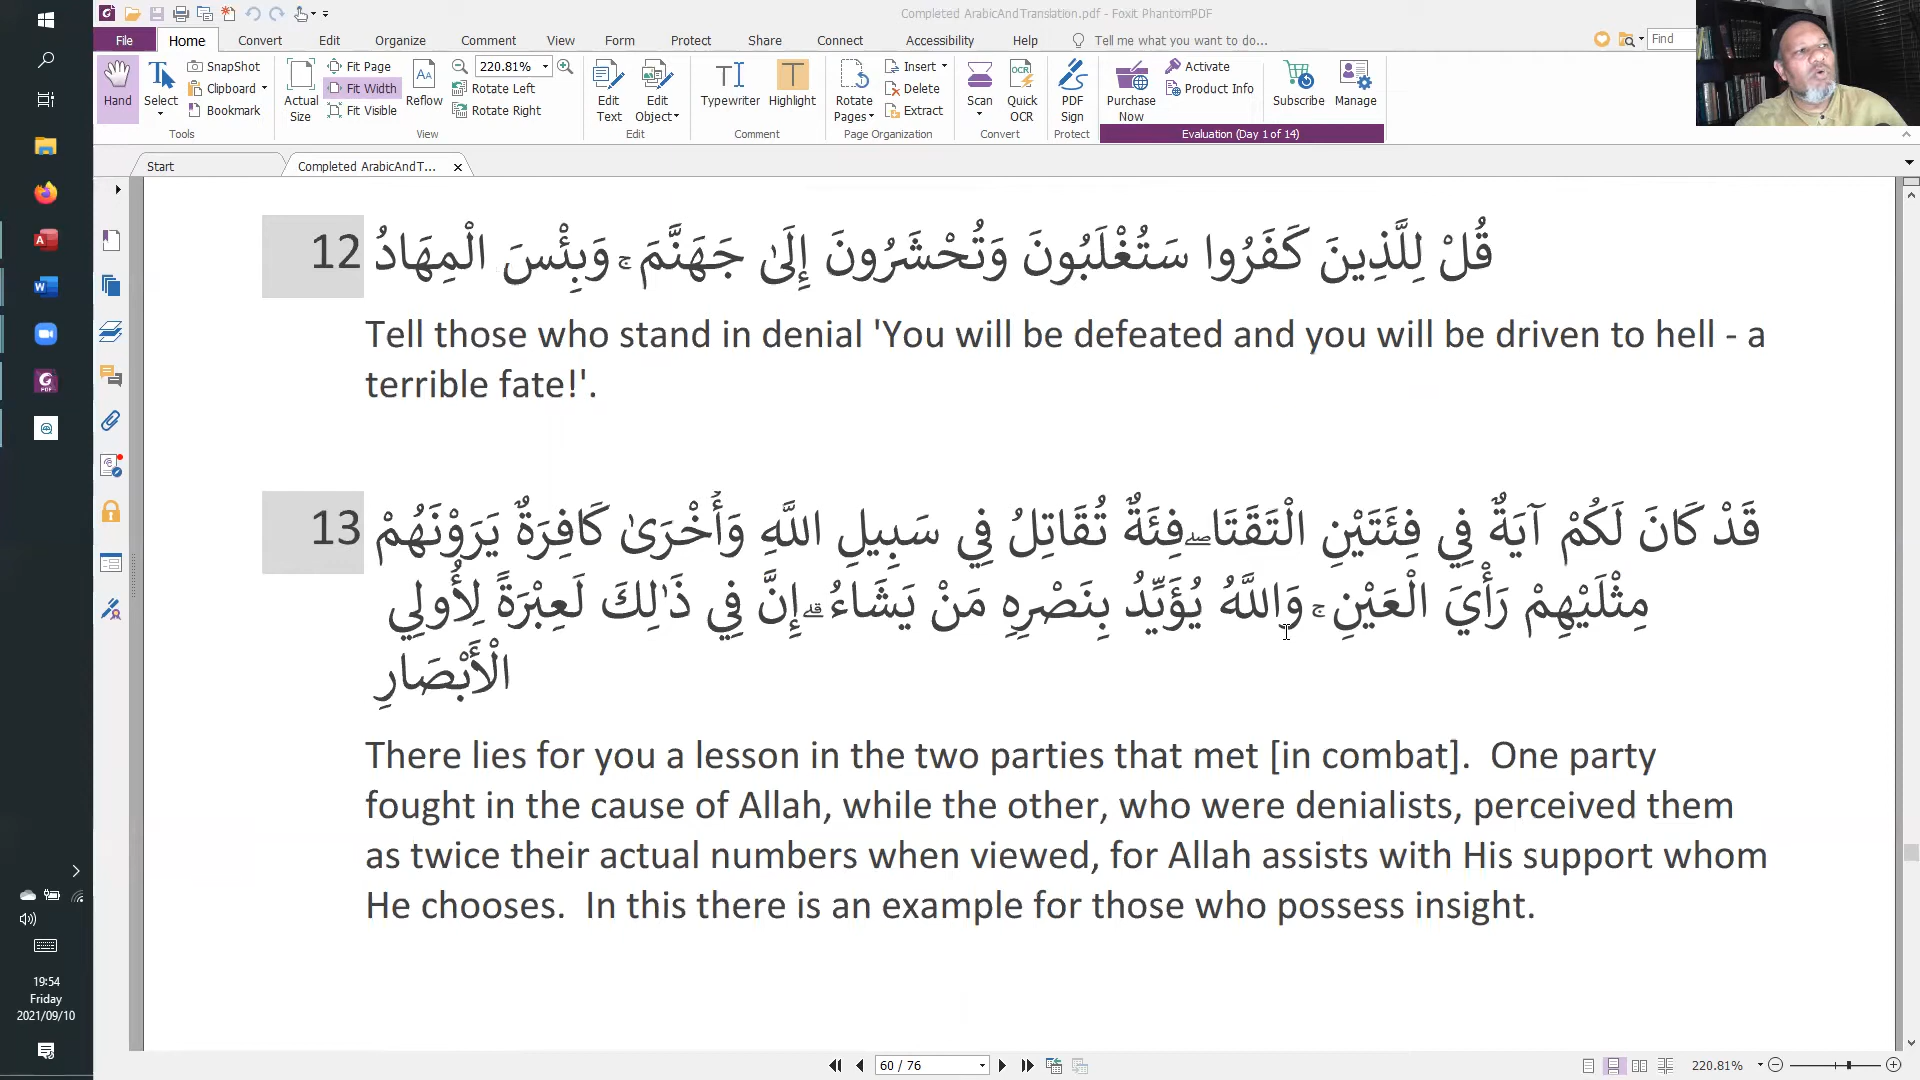 Completed ArabicAndTranslation.pdf - Foxit PhantomPDF
File Home Convert Edit Organize Comment View Form Protect Share Connect Accessibility Help Tell me what you want to do... Find
Hand
Select
SnapShot
Clipboard
Bookmark
Tools
Actual Size
Fit Page
Fit Width
Fit Visible
Reflow
Rotate Left
Rotate Right
View
Edit Text
Edit Object
Edit
Typewriter
Highlight
Comment
Rotate Pages
Insert
Delete
Extract
Page Organization
Scan
Quick OCR
Convert
PDF Sign
Protect
Purchase Now
Activate
Product Info
Subscribe
Manage
Evaluation (Day 1 of 14)
Start
Completed ArabicAndT...
12 قُلْ لِلَّذِينَ كَفَرُوا سَتُغْلَبُونَ وَتُحْشَرُونَ إِلَىٰ جَهَنَّمَ ۚ وَبِئْسَ الْمِهَادُ
Tell those who stand in denial 'You will be defeated and you will be driven to hell - a
terrible fate!'.
13 قَدْ كَانَ لَكُمْ آيَةٌ فِي فِئَتَيْنِ الْتَقَتَا ۖ فِئَةٌ تُقَاتِلُ فِي سَبِيلِ اللَّهِ وَأُخْرَىٰ كَافِرَةٌ يَرَوْنَهُمْ
مِثْلَيْهِمْ رَأْيَ الْعَيْنِ ۚ وَاللَّهُ يُؤَيِّدُ بِنَصْرِهِ مَنْ يَشَاءُ ۗ إِنَّ فِي ذَٰلِكَ لَعِبْرَةً لِأُولِي
الْأَبْصَارِ
There lies for you a lesson in the two parties that met [in combat].  One party
fought in the cause of Allah, while the other, who were denialists, perceived them
as twice their actual numbers when viewed, for Allah assists with His support whom
He chooses.  In this there is an example for those who possess insight.
19:54
Friday
2021/09/10
60 / 76
220.81%
220.81%